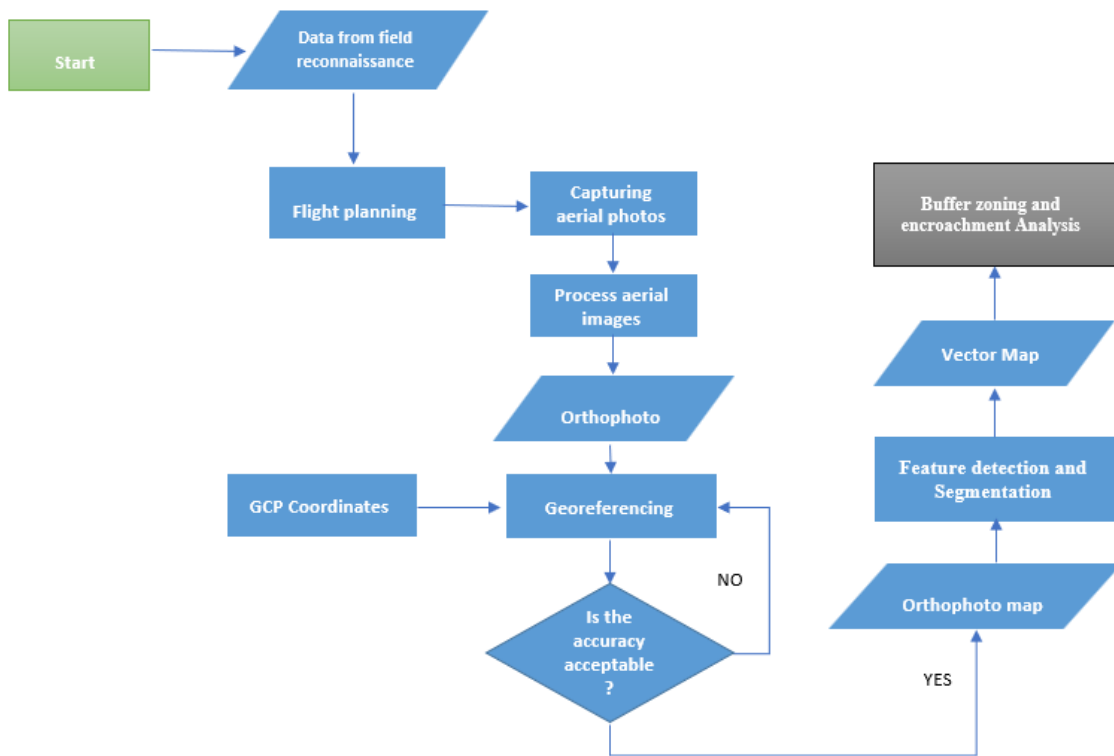 Start
Data from field
reconnaissance
Flight planning
Capturing
aerial photos
Process aerial
images
Orthophoto
GCP Coordinates
Georeferencing
NO
Is the
accuracy
acceptable
?
YES
Orthophoto map
Feature detection and
Segmentation
Vector Map
Buffer zoning and
encroachment Analysis